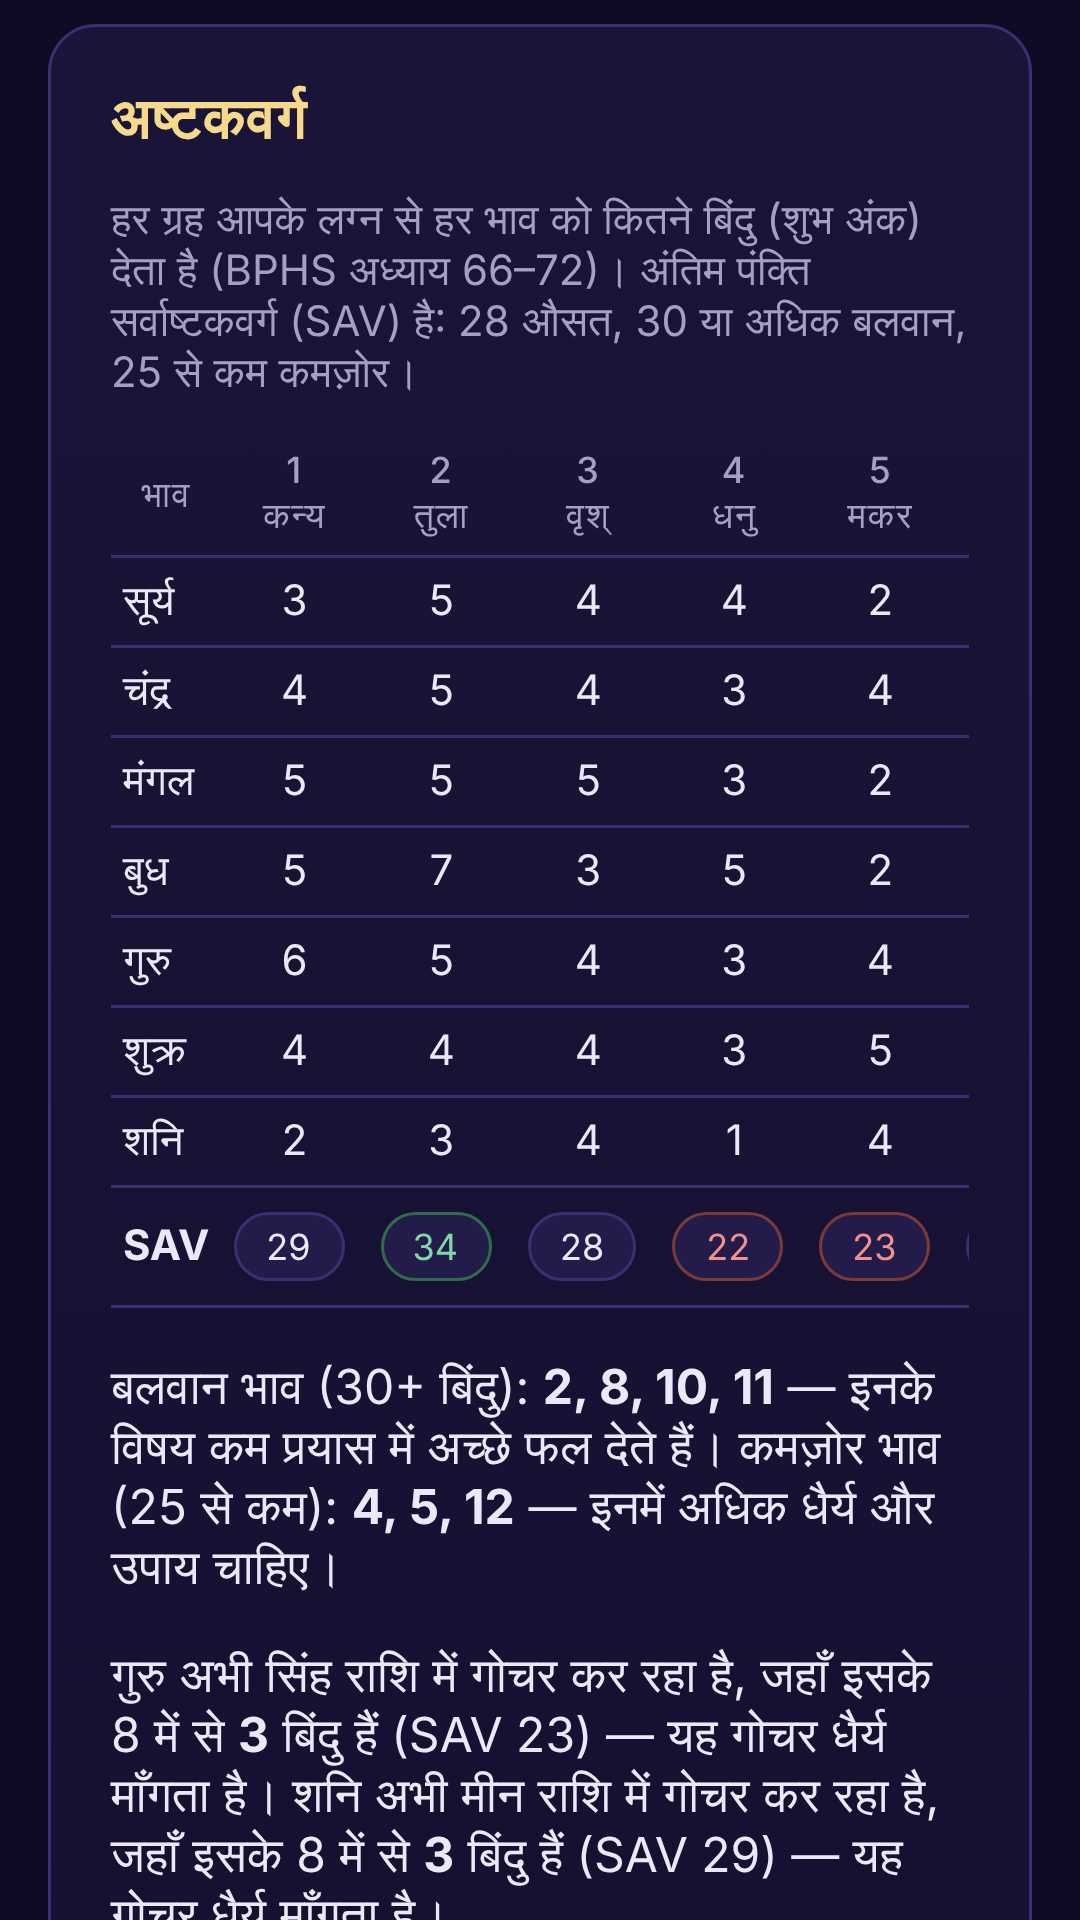 अष्टकवर्ग
हर ग्रह आपके लग्न से हर भाव को कितने बिंदु (शुभ अंक)
देता है (BPHS अध्याय 66–72)। अंतिम पंक्ति
सर्वाष्टकवर्ग (SAV) है: 28 औसत, 30 या अधिक बलवान,
25 से कम कमज़ोर।
भाव 1 कन्य 2 तुला 3 वृश् 4 धनु 5 मकर
सूर्य 3 5 4 4 2
चंद्र 4 5 4 3 4
मंगल 5 5 5 3 2
बुध 5 7 3 5 2
गुरु 6 5 4 3 4
शुक्र 4 4 4 3 5
शनि 2 3 4 1 4
SAV 29 34 28 22 23
बलवान भाव (30+ बिंदु): 2, 8, 10, 11 — इनके
विषय कम प्रयास में अच्छे फल देते हैं। कमज़ोर भाव
(25 से कम): 4, 5, 12 — इनमें अधिक धैर्य और
उपाय चाहिए।
गुरु अभी सिंह राशि में गोचर कर रहा है, जहाँ इसके
8 में से 3 बिंदु हैं (SAV 23) — यह गोचर धैर्य
माँगता है। शनि अभी मीन राशि में गोचर कर रहा है,
जहाँ इसके 8 में से 3 बिंदु हैं (SAV 29) — यह
गोचर धैर्य माँगता है।